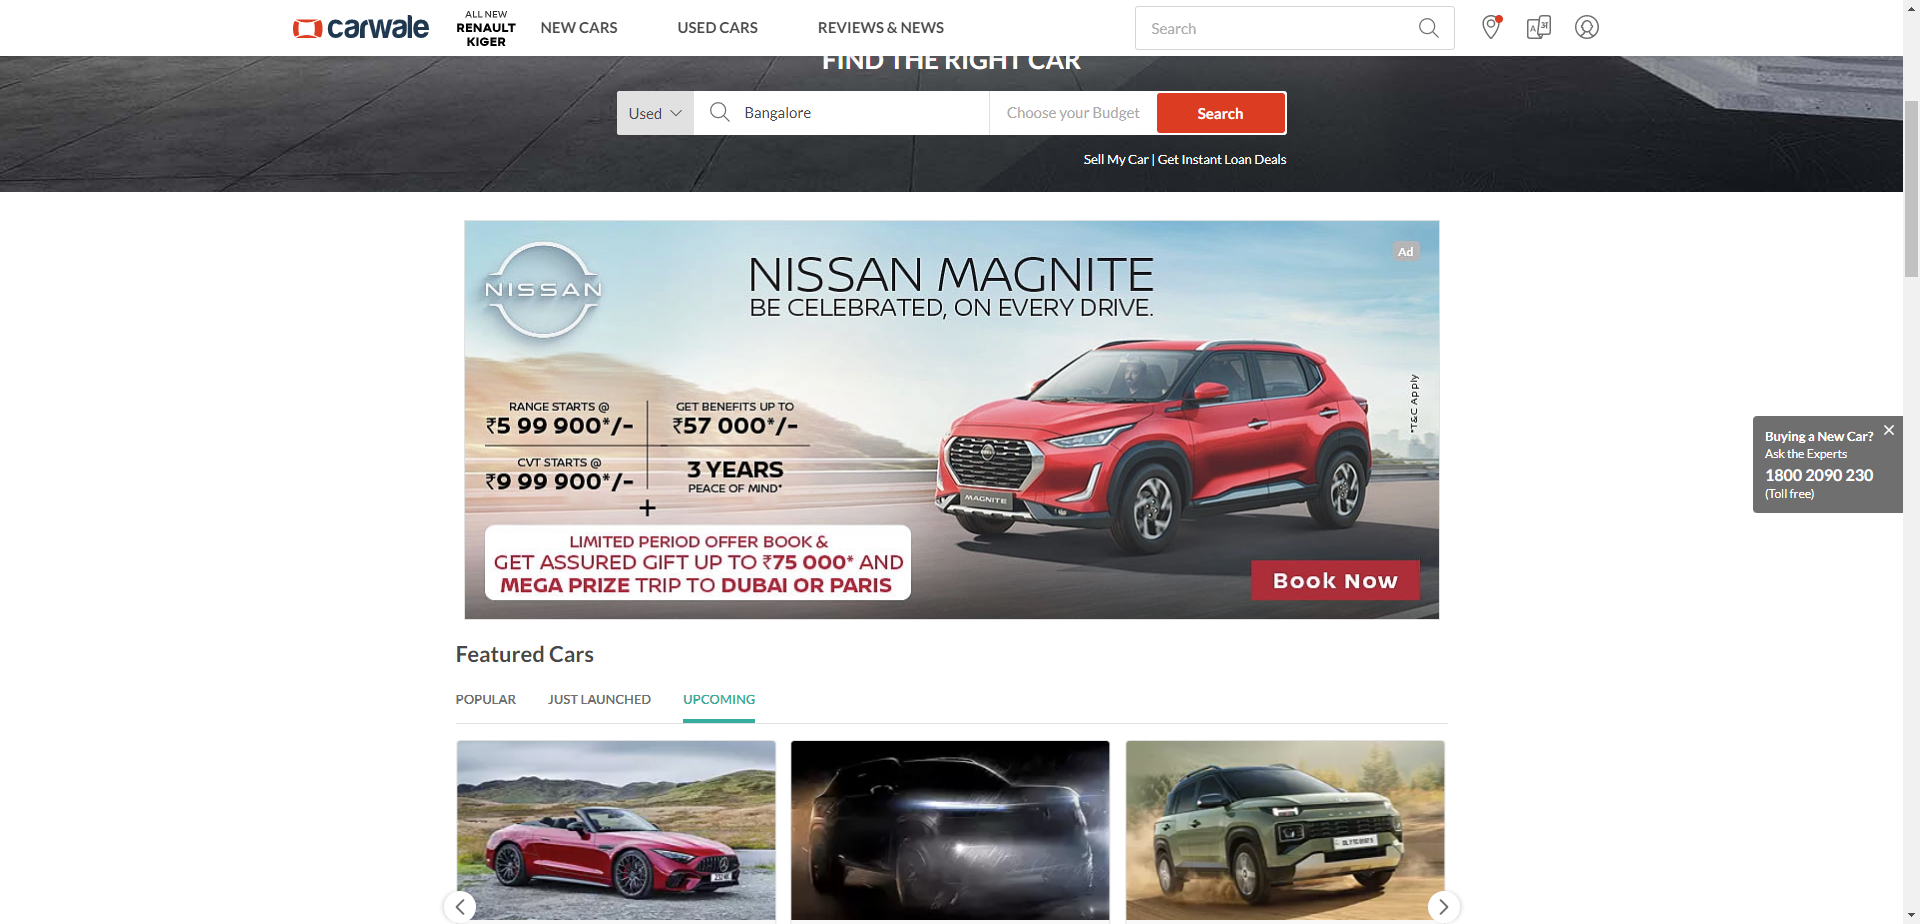 carwale
ALL NEW
RENAULT
KIGER
NEW CARS
USED CARS
REVIEWS & NEWS
Search
FIND THE RIGHT CAR
Used
Bangalore
Choose your Budget
Search
Sell My Car | Get Instant Loan Deals
NISSAN
NISSAN MAGNITE
BE CELEBRATED, ON EVERY DRIVE.
Ad
RANGE STARTS @
₹5 99 900*/-
GET BENEFITS UP TO
₹57 000*/-
CVT STARTS @
₹9 99 900*/-
3 YEARS
PEACE OF MIND*
+
LIMITED PERIOD OFFER BOOK &
GET ASSURED GIFT UP TO ₹75 000* AND
MEGA PRIZE TRIP TO DUBAI OR PARIS
MAGNITE
*T&C Apply
Book Now
Buying a New Car?
Ask the Experts
1800 2090 230
(Toll free)
Featured Cars
POPULAR
JUST LAUNCHED
UPCOMING